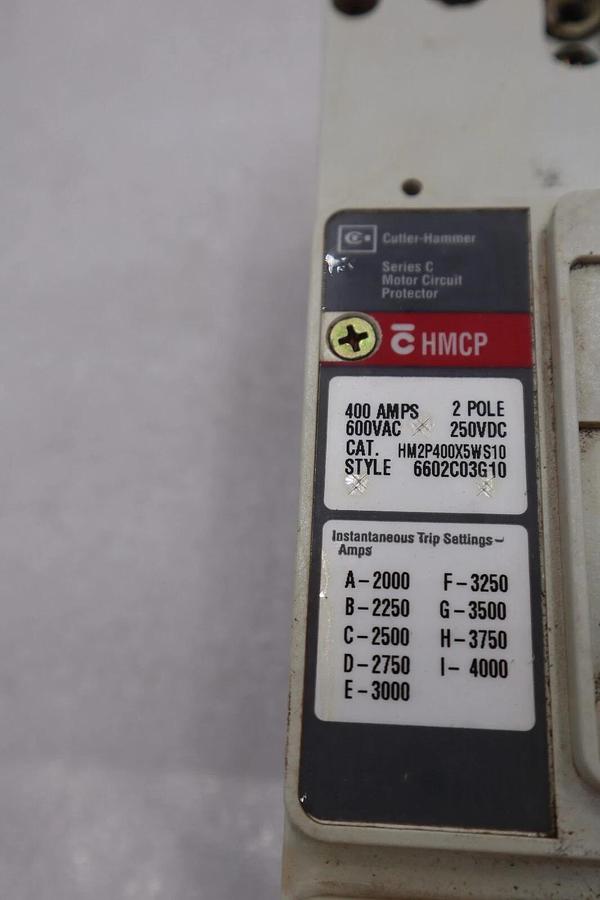 Cutler-Hammer
Series C
Motor Circuit
Protector
C HMCP
400 AMPS 2 POLE
600VAC 250VDC
CAT. HM2P400X5WS10
STYLE 6602C03G10
Instantaneous Trip Settings–
Amps
A–2000 F–3250
B–2250 G–3500
C–2500 H–3750
D–2750 I–4000
E–3000